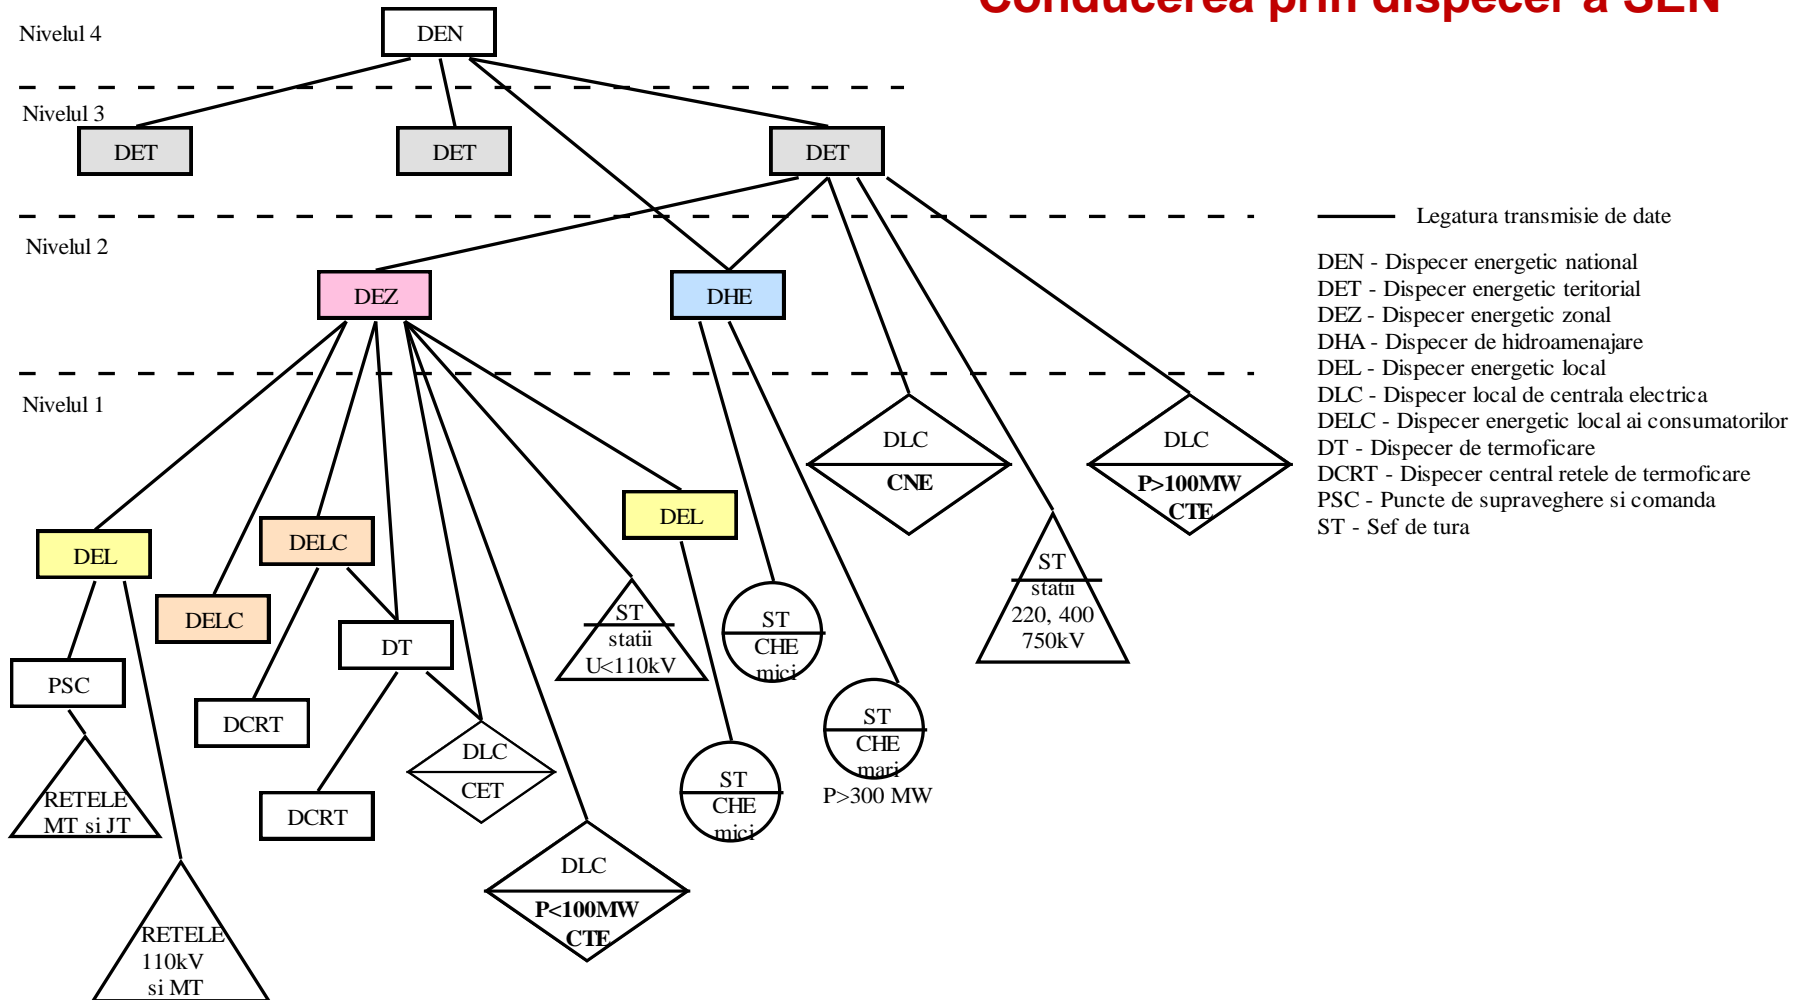 Conducerea prin dispecer a SEN
Nivelul 4
DEN
Nivelul 3
DET
DET
DET
Nivelul 2
DEZ
DHE
Nivelul 1
DEL
DELC
DELC
DEL
PSC
DT
DCRT
DCRT
RETELE
MT si JT
RETELE
110kV
si MT
DLC
CET
DLC
P<100MW
CTE
ST
statii
U<110kV
ST
CHE
mici
ST
CHE
mici
ST
CHE
mari
P>300 MW
DLC
CNE
ST
statii
220, 400
750kV
DLC
P>100MW
CTE
Legatura transmisie de date
DEN - Dispecer energetic national
DET - Dispecer energetic teritorial
DEZ - Dispecer energetic zonal
DHA - Dispecer de hidroamenajare
DEL - Dispecer energetic local
DLC - Dispecer local de centrala electrica
DELC - Dispecer energetic local ai consumatorilor
DT - Dispecer de termoficare
DCRT - Dispecer central retele de termoficare
PSC - Puncte de supraveghere si comanda
ST - Sef de tura